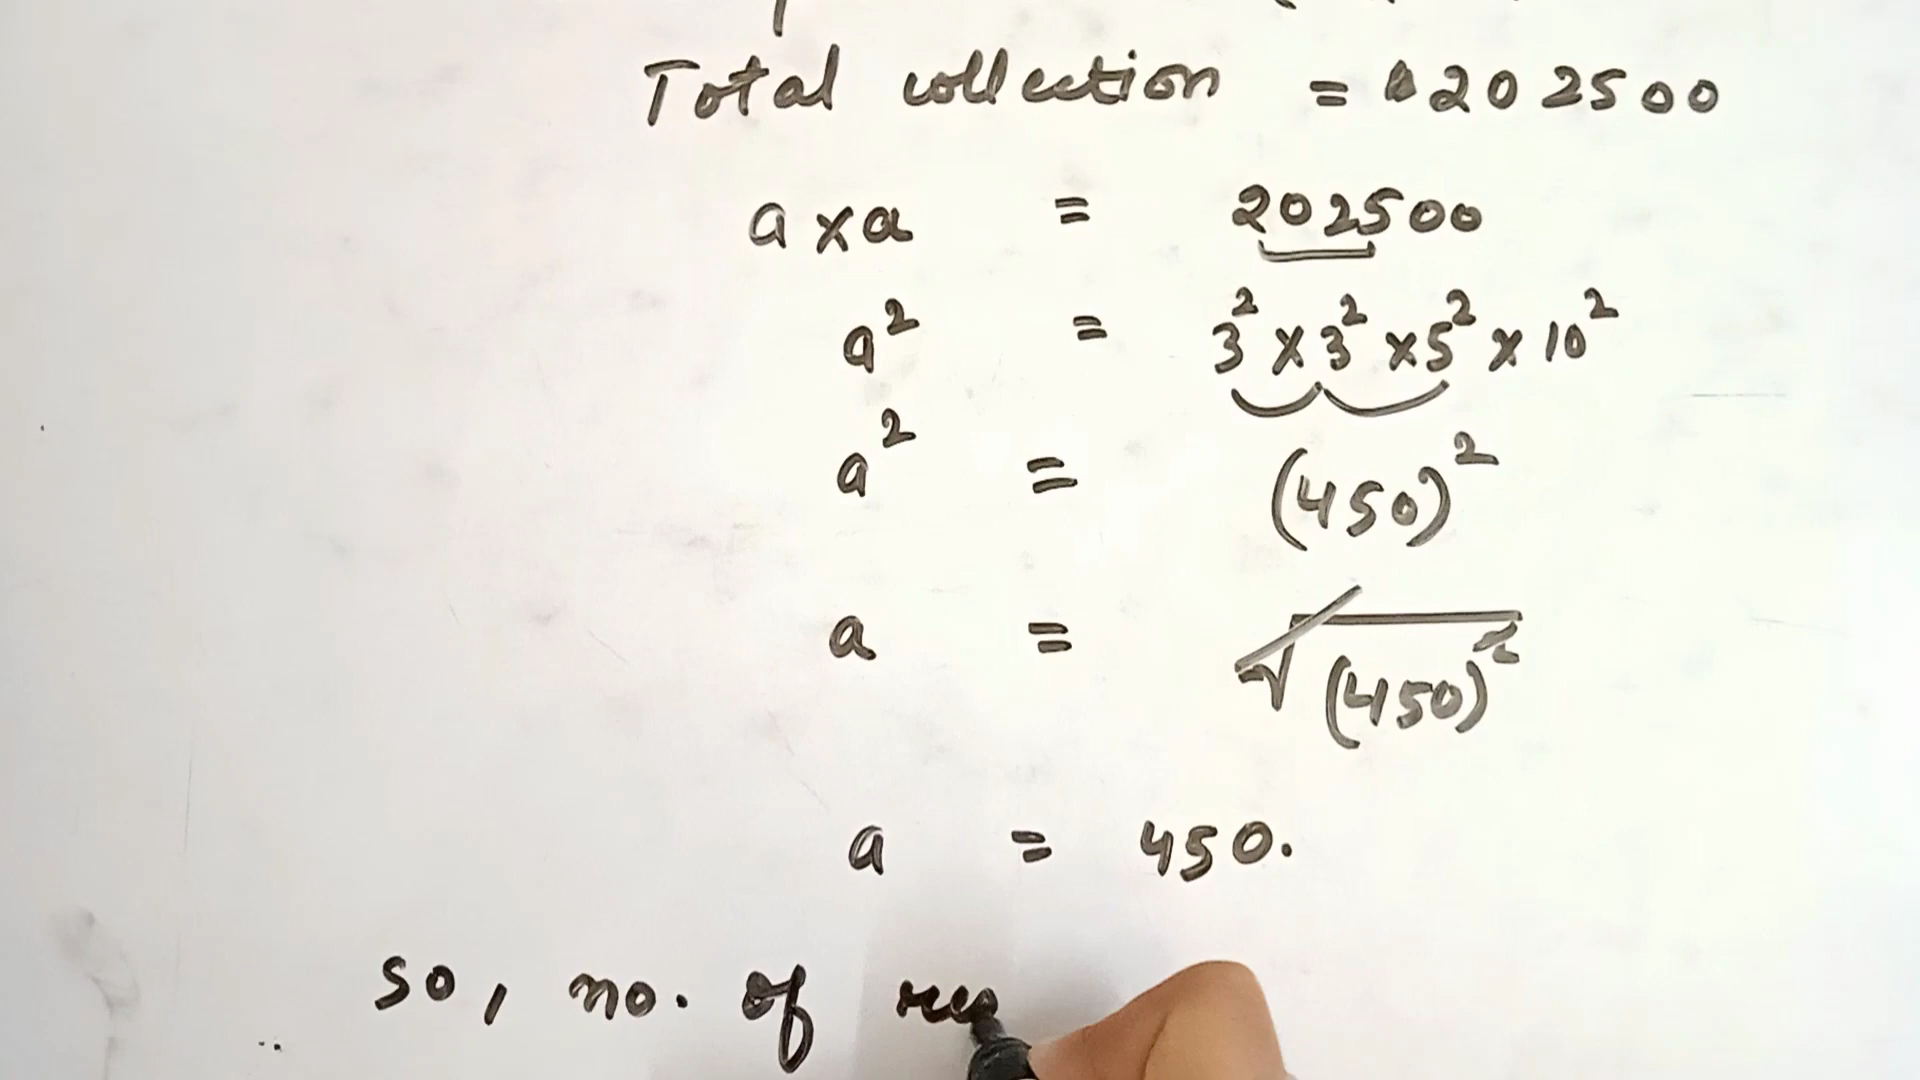 Total collection = 202500
a x a = 202500
a² = 3² x 3² x 5² x 10²
a² = (450)²
a = √(450)²
a = 450.
so, no. of